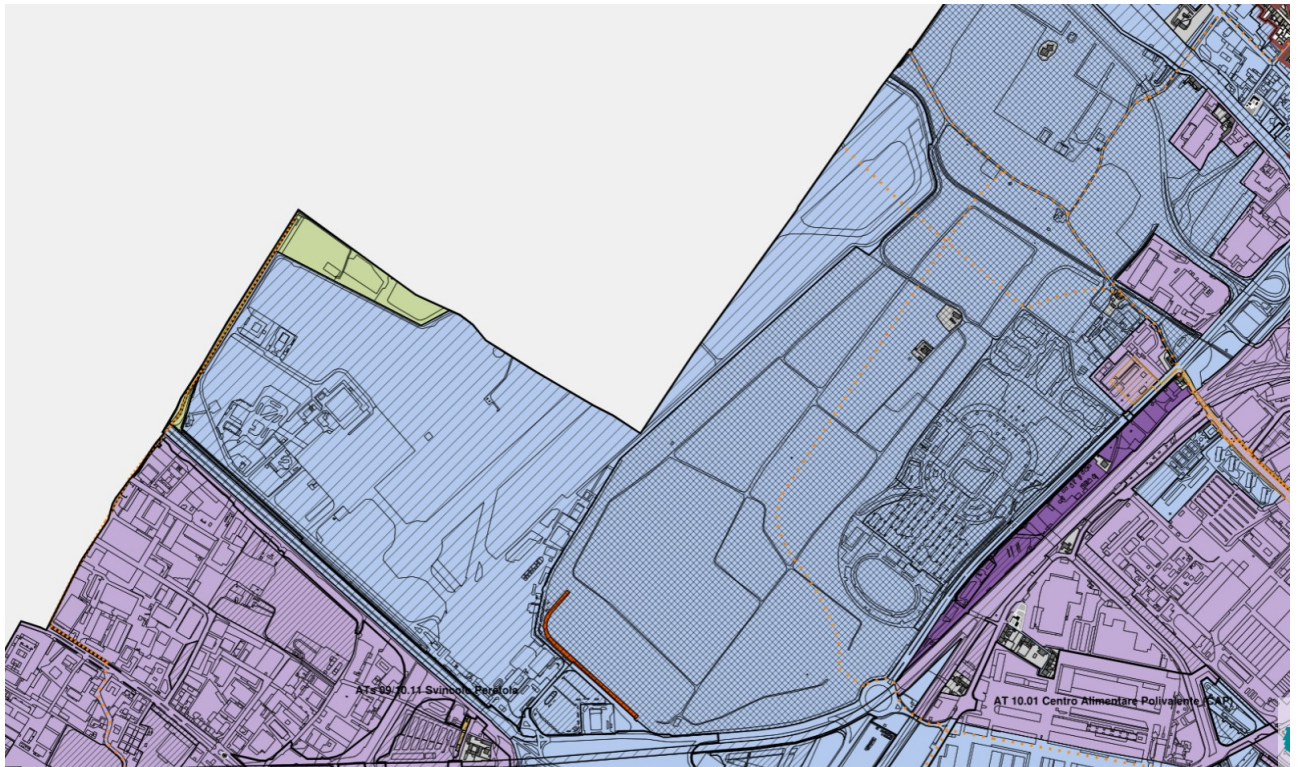 ATs 09/10.11 Svincolo Peretola
AT 10.01 Centro Alimentare Polivalente (CAP)